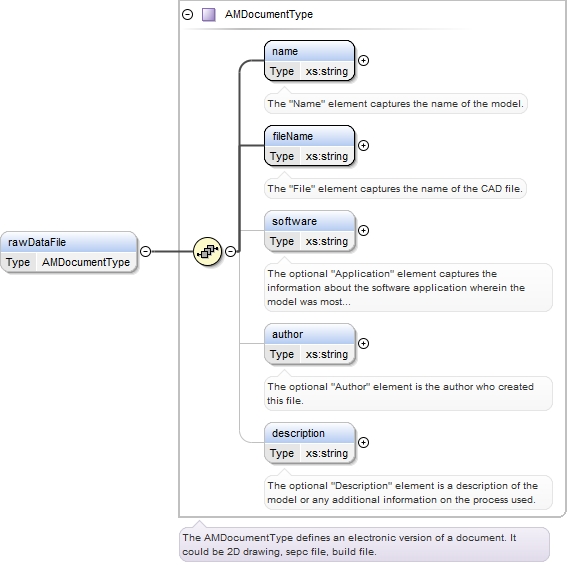 AMDocumentType
name
Type xs:string
The "Name" element captures the name of the model.
fileName
Type xs:string
The "File" element captures the name of the CAD file.
rawDataFile
Type AMDocumentType
software
Type xs:string
The optional "Application" element captures the
information about the software application wherein the
model was most...
author
Type xs:string
The optional "Author" element is the author who created
this file.
description
Type xs:string
The optional "Description" element is a description of the
model or any additional information on the process used.
The AMDocumentType defines an electronic version of a document. It
could be 2D drawing, sepc file, build file.